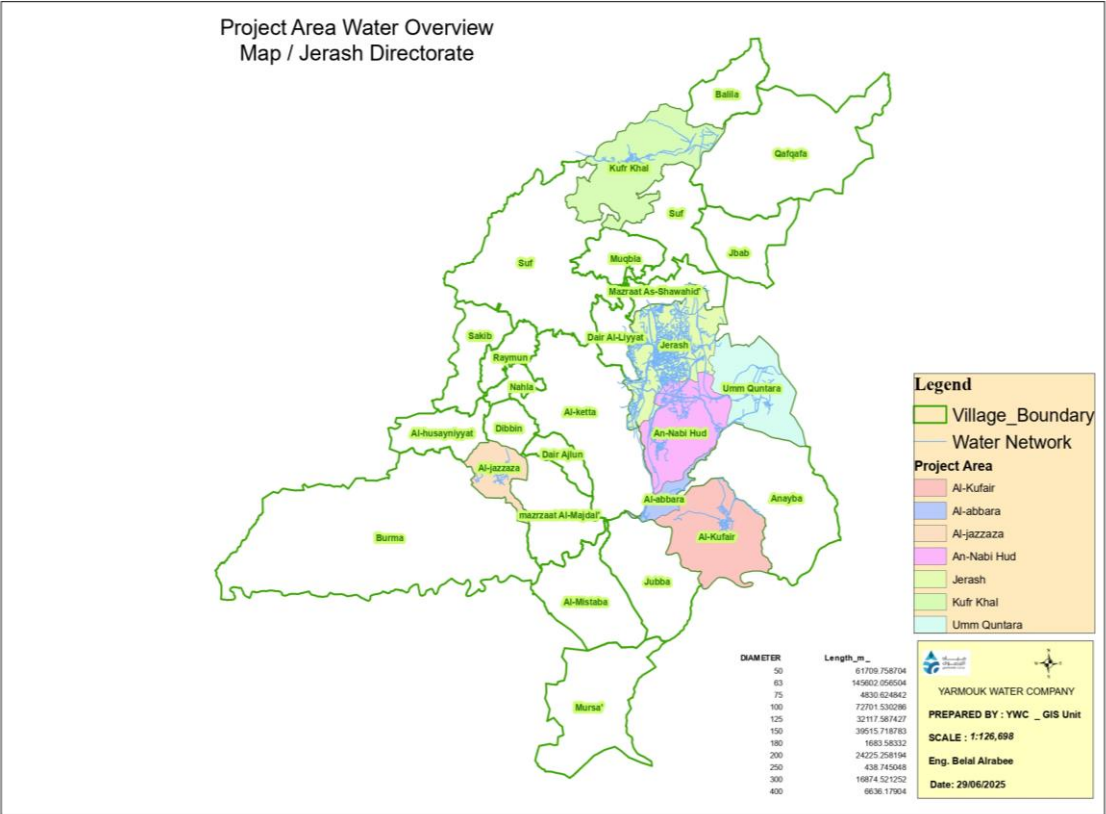 Project Area Water Overview
Map / Jerash Directorate
Balila
Qafqafa
Kufr Khal
Suf
Jbab
Muqbla
Suf
Mazraat As-Shawahid'
Sakib
Dair Al-Liyyat
Jerash
Raymun
Nahla
Umm Quntara
Al-ketta
Al-husayniyyat
Dibbin
An-Nabi Hud
Dair Ajlun
Al-jazzaza
Al-abbara
Anayba
mazrzaat Al-Majdal'
Burma
Al-Kufair
Jubba
Al-Mistaba
Mursa'
Legend
Village_Boundary
Water Network
Project Area
Al-Kufair
Al-abbara
Al-jazzaza
An-Nabi Hud
Jerash
Kufr Khal
Umm Quntara
DIAMETER Length_m_
50 61709.758704
63 145602.056504
75 4830.624842
100 72701.530286
125 32117.587427
150 39515.718783
180 1683.58332
200 24225.258194
250 438.745048
300 16874.521252
400 6636.17904
YARMOUK WATER COMPANY
PREPARED BY : YWC _ GIS Unit
SCALE : 1:126,698
Eng. Belal Alrabee
Date: 29/06/2025